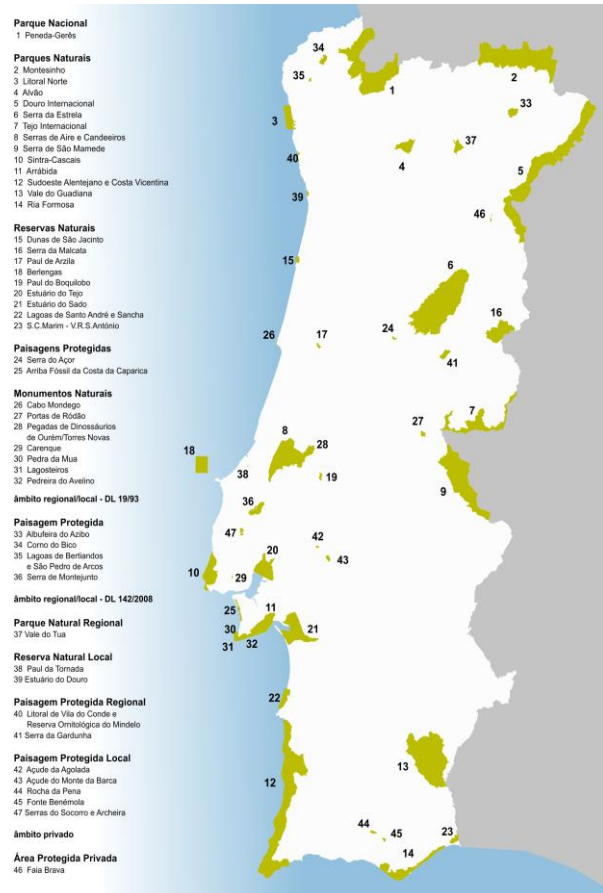 Parque Nacional
1 Peneda-Gerês
Parques Naturais
2 Montesinho
3 Litoral Norte
4 Alvão
5 Douro Internacional
6 Serra da Estrela
7 Tejo Internacional
8 Serras de Aire e Candeeiros
9 Serra de São Mamede
10 Sintra-Cascais
11 Arrábida
12 Sudoeste Alentejano e Costa Vicentina
13 Vale do Guadiana
14 Ria Formosa
Reservas Naturais
15 Dunas de São Jacinto
16 Serra da Malcata
17 Paul de Arzila
18 Berlengas
19 Paul do Boquilobo
20 Estuário do Tejo
21 Estuário do Sado
22 Lagoas de Santo André e Sancha
23 S.C.Marim - V.R.S.António
Paisagens Protegidas
24 Serra do Açor
25 Arriba Fóssil da Costa da Caparica
Monumentos Naturais
26 Cabo Mondego
27 Portas de Ródão
28 Pegadas de Dinossáurios
de Ourém/Torres Novas
29 Carenque
30 Pedra da Mua
31 Lagosteiros
32 Pedreira do Avelino
âmbito regional/local - DL 19/93
Paisagem Protegida
33 Albufeira do Azibo
34 Corno do Bico
35 Lagoas de Bertiandos
e São Pedro de Arcos
36 Serra de Montejunto
âmbito regional/local - DL 142/2008
Parque Natural Regional
37 Vale do Tua
Reserva Natural Local
38 Paul da Tornada
39 Estuário do Douro
Paisagem Protegida Regional
40 Litoral de Vila do Conde e
Reserva Ornitológica do Mindelo
41 Serra da Gardunha
Paisagem Protegida Local
42 Açude da Agolada
43 Açude do Monte da Barca
44 Rocha da Pena
45 Fonte Benémola
47 Serras do Socorro e Archeira
âmbito privado
Área Protegida Privada
46 Faia Brava
34
35
1
2
33
3
40
4
37
5
39
46
15
6
16
26
17
24
41
7
27
8
28
18
38
19
9
36
47
42
43
20
10
29
25
11
30
31
32
21
22
12
13
44
45
23
14